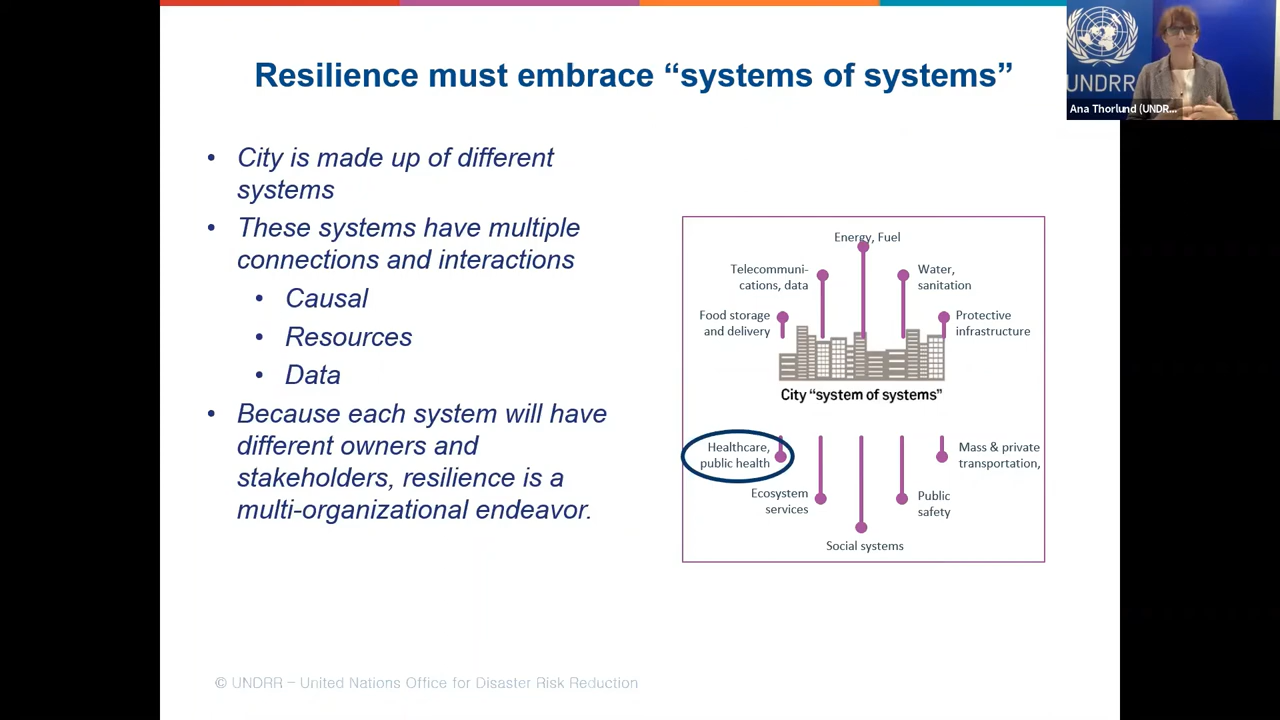 Resilience must embrace “systems of systems”
UNDRR
Ana Thorlund (UNDR...
• City is made up of different
systems
• These systems have multiple
connections and interactions
• Causal
• Resources
• Data
• Because each system will have
different owners and
stakeholders, resilience is a
multi-organizational endeavor.
Energy, Fuel
Telecommuni-
cations, data
Water,
sanitation
Food storage
and delivery
Protective
infrastructure
City “system of systems”
Healthcare,
public health
Mass & private
transportation,
Ecosystem
services
Public
safety
Social systems
© UNDRR – United Nations Office for Disaster Risk Reduction